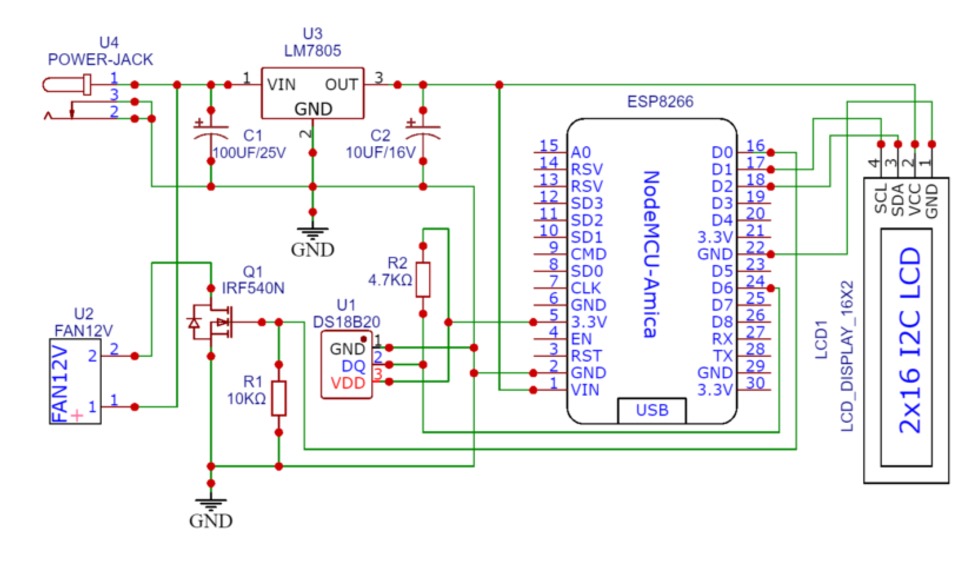 U4
POWER-JACK
1
3
2
U3
LM7805
1
VIN
OUT
3
GND
2
+
C1
100UF/25V
+
C2
10UF/16V
GND
ESP8266
15 A0
14 RSV
13 RSV
12 SD3
11 SD2
10 SD1
9 CMD
8 SD0
7 CLK
6 GND
5 3.3V
4 EN
3 RST
2 GND
1 VIN
NodeMCU-Amica
D0 16
D1 17
D2 18
D3 19
D4 20
3.3V 21
GND 22
D5 23
D6 24
D7 25
D8 26
RX 27
TX 28
GND 29
3.3V 30
USB
4 3 2 1
SCL
SDA
VCC
GND
2x16 I2C LCD
LCD1
LCD_DISPLAY_16X2
R2
4.7KΩ
Q1
IRF540N
U1
DS18B20
GND 1
DQ 2
VDD 3
U2
FAN12V
FAN12V
2 2
1 1
+
R1
10KΩ
GND